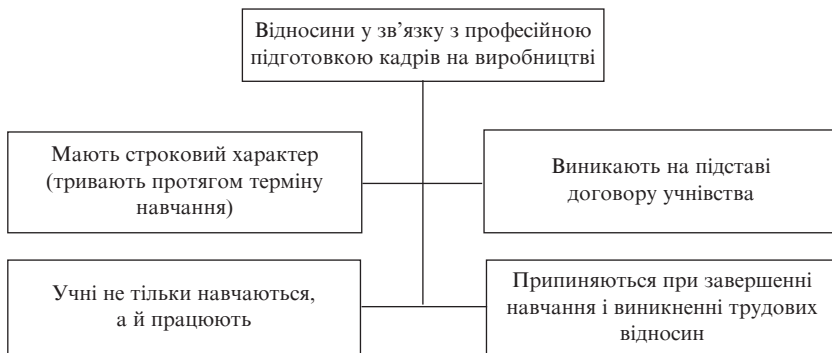 Відносини у зв’язку з професійною
підготовкою кадрів на виробництві
Мають строковий характер
(тривають протягом терміну
навчання)
Виникають на підставі
договору учнівства
Учні не тільки навчаються,
а й працюють
Припиняються при завершенні
навчання і виникненні трудових
відносин